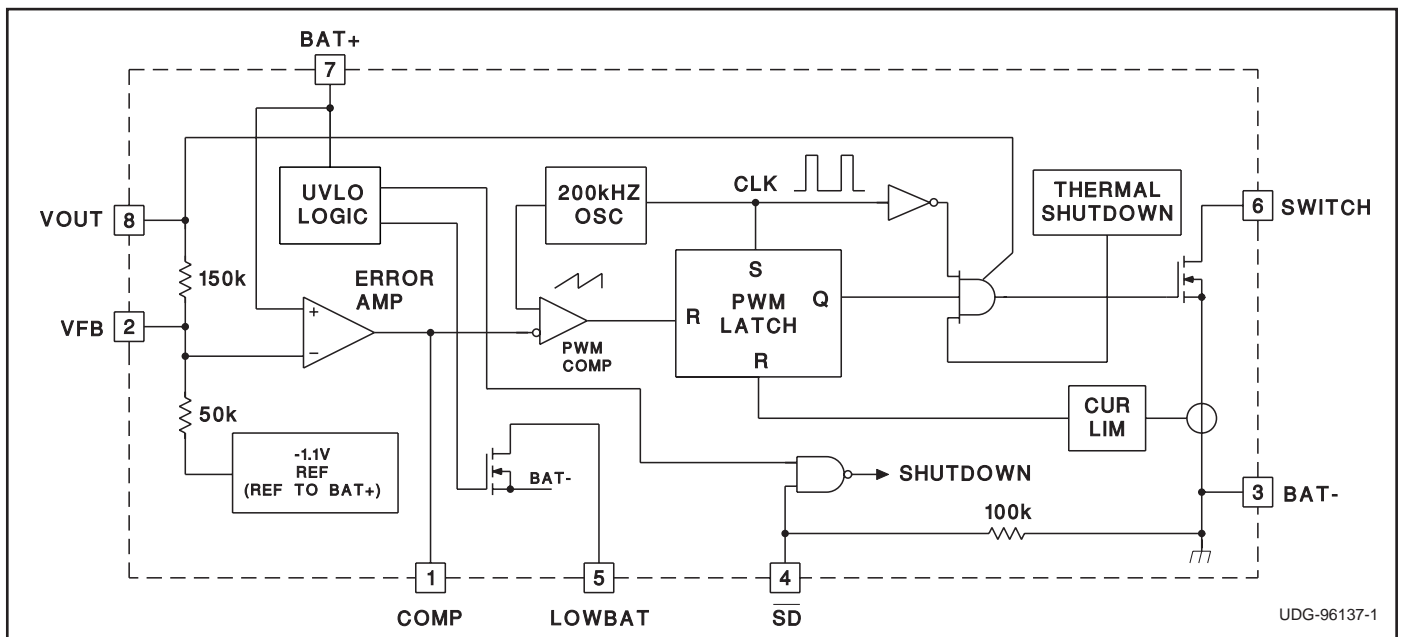 BAT+
7
UVLO
LOGIC
200kHZ
OSC
CLK
THERMAL
SHUTDOWN
VOUT
8
6
SWITCH
150k
ERROR
AMP
S
PWM
LATCH
Q
R
R
VFB
2
+
−
PWM
COMP
50k
CUR
LIM
-1.1V
REF
(REF TO BAT+)
BAT-
SHUTDOWN
100k
3
BAT-
1
5
4
COMP
LOWBAT
SD
UDG-96137-1